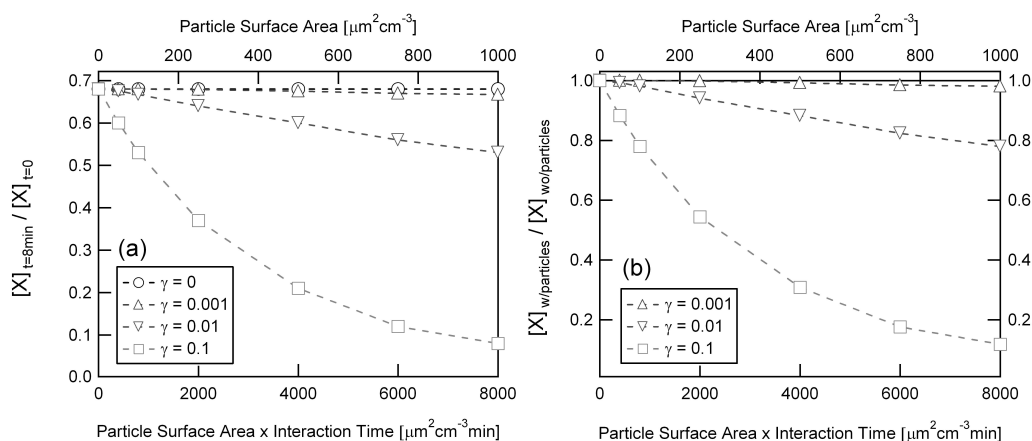 Particle Surface Area [μm²cm⁻³]
0 200 400 600 800 1000
0.7
0.6
0.5
0.4
0.3
0.2
0.1
0.0
[X]t=8min / [X]t=0
(a)
γ = 0
γ = 0.001
γ = 0.01
γ = 0.1
0 2000 4000 6000 8000
Particle Surface Area x Interaction Time [μm²cm⁻³min]
Particle Surface Area [μm²cm⁻³]
0 200 400 600 800 1000
1.0 1.0
0.8 0.8
0.6 0.6
0.4 0.4
0.2 0.2
[X]w/particles / [X]wo/particles
(b)
γ = 0.001
γ = 0.01
γ = 0.1
0 2000 4000 6000 8000
Particle Surface Area x Interaction Time [μm²cm⁻³min]